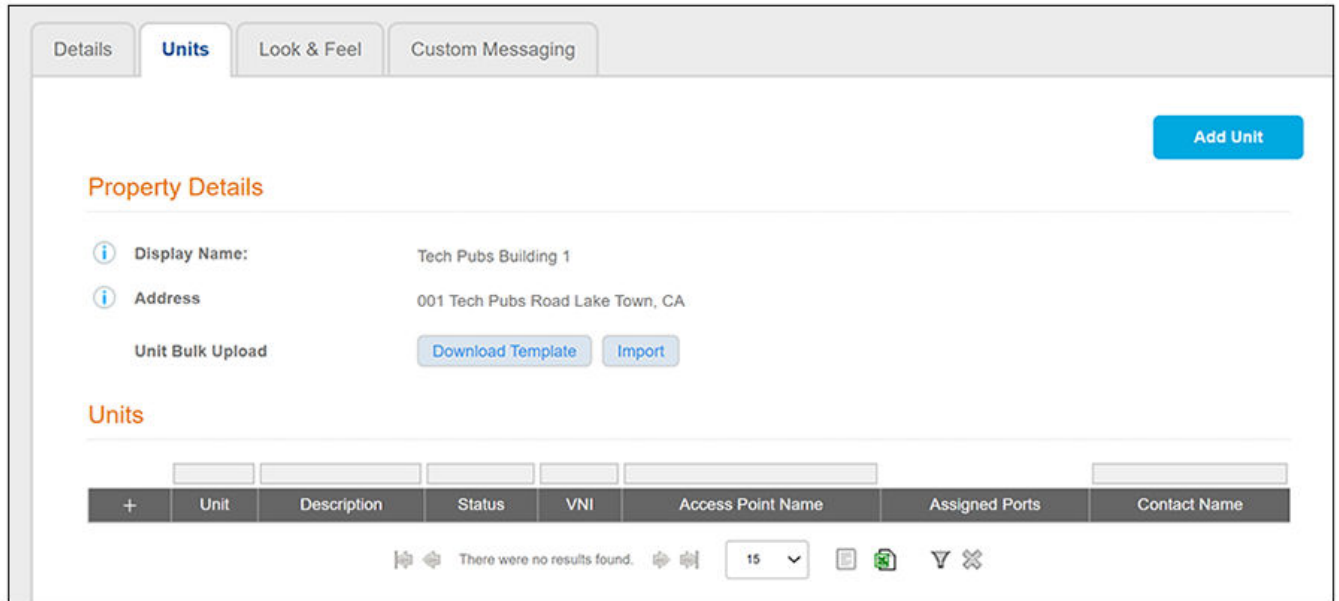 Details Units Look & Feel Custom Messaging
Add Unit
Property Details
Display Name: Tech Pubs Building 1
Address 001 Tech Pubs Road Lake Town, CA
Unit Bulk Upload Download Template Import
Units
+ Unit Description Status VNI Access Point Name Assigned Ports Contact Name
There were no results found. 15